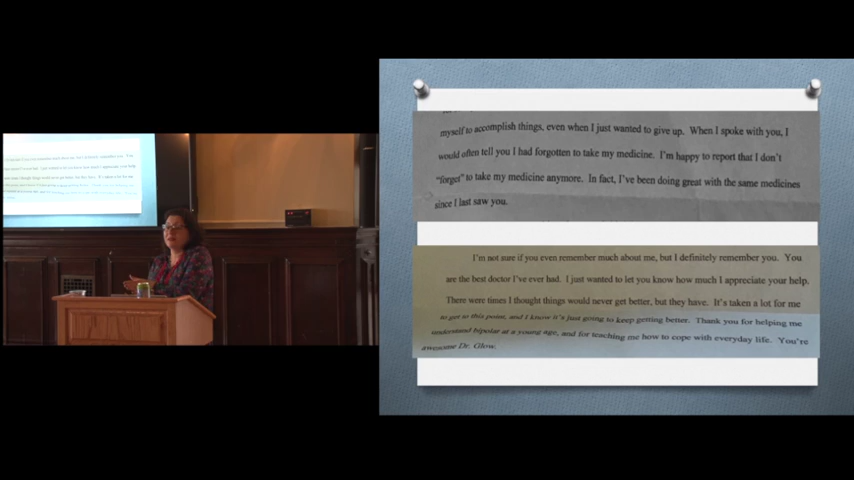 myself to accomplish things, even when I just wanted to give up. When I spoke with you, I
would often tell you I had forgotten to take my medicine. I'm happy to report that I don't
"forget" to take my medicine anymore. In fact, I've been doing great with the same medicines
since I last saw you.
I'm not sure if you even remember much about me, but I definitely remember you. You
are the best doctor I've ever had. I just wanted to let you know how much I appreciate your help.
There were times I thought things would never get better, but they have. It's taken a lot for me
to get to this point, and I know it's just going to keep getting better. Thank you for helping me
understand bipolar at a young age, and for teaching me how to cope with everyday life. You're
awesome Dr. Glow.